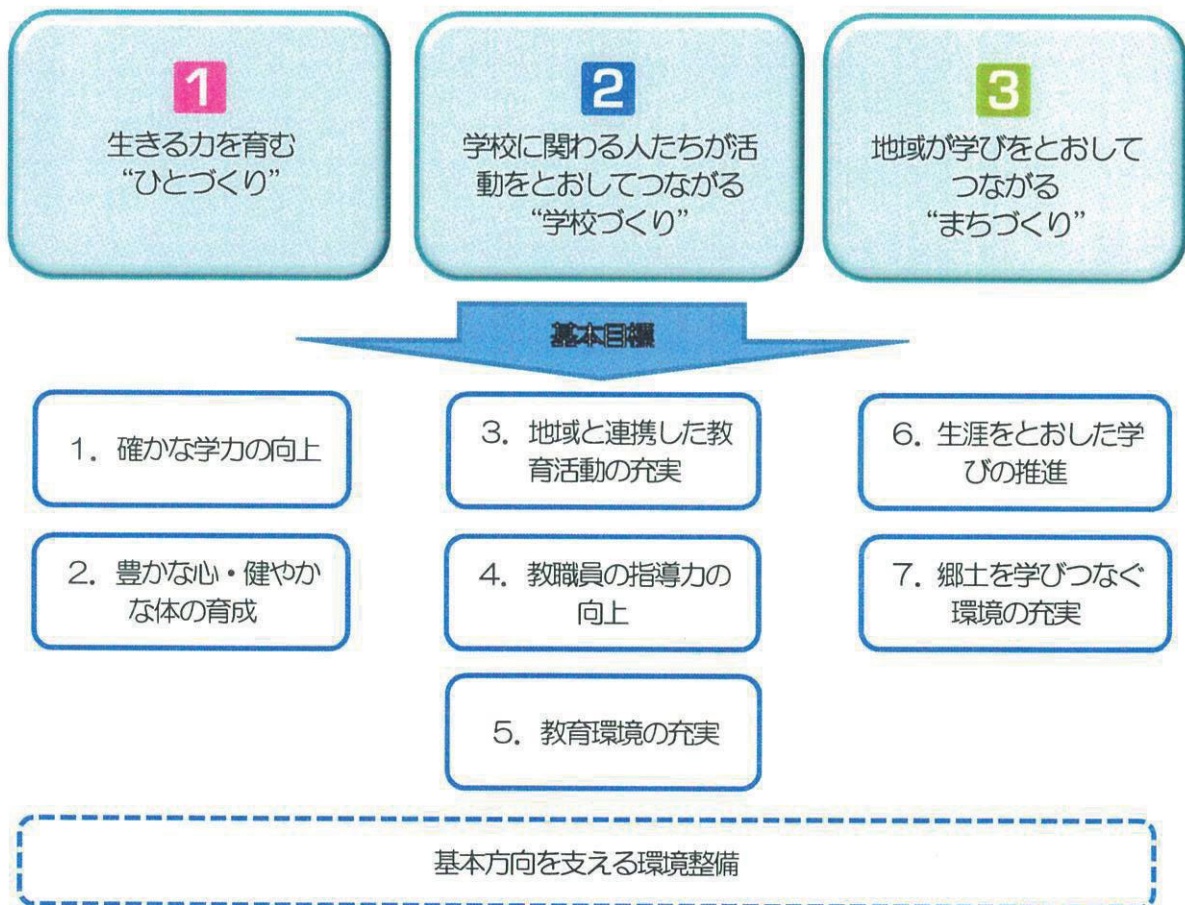 1
生きる力を育む
“ひとづくり”
2
学校に関わる人たちが活
動をとおしてつながる
“学校づくり”
3
地域が学びをとおして
つながる
“まちづくり”
基本目標
1．確かな学力の向上
2．豊かな心・健やか
な体の育成
3．地域と連携した教
育活動の充実
4．教職員の指導力の
向上
5．教育環境の充実
6．生涯をとおした学
びの推進
7．郷土を学びつなぐ
環境の充実
基本方向を支える環境整備